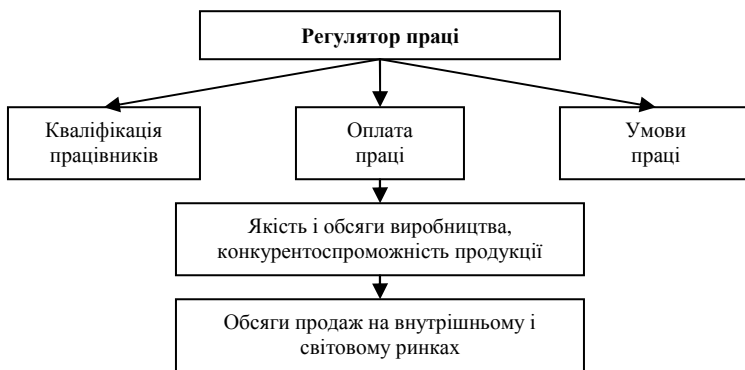 Регулятор праці
Кваліфікація
працівників
Оплата
праці
Умови
праці
Якість і обсяги виробництва,
конкурентоспроможність продукції
Обсяги продаж на внутрішньому і
світовому ринках